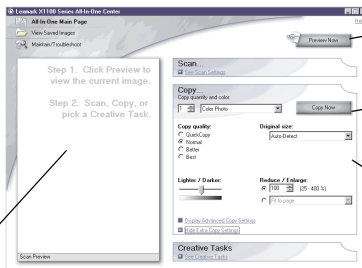 Lexmark X1100 Series All-In-One Center
All-In-One Main Page
View Saved Images
Maintain/Troubleshoot
Preview Now
Step 1. Click Preview to
view the current image.
Step 2. Scan, Copy, or
pick a Creative Task.
Scan Preview
Scan...
See Scan Settings
Copy...
Copy quantity and color.
1
Color Photo
Copy Now
Copy quality:
QuickCopy
Normal
Better
Best
Original size:
Auto-Detect
Lighter / Darker:
Reduce / Enlarge:
100
(25 - 400 %)
Fit to page
Display Advanced Copy Settings
Hide Extra Copy Settings
Creative Tasks
See Creative Tasks